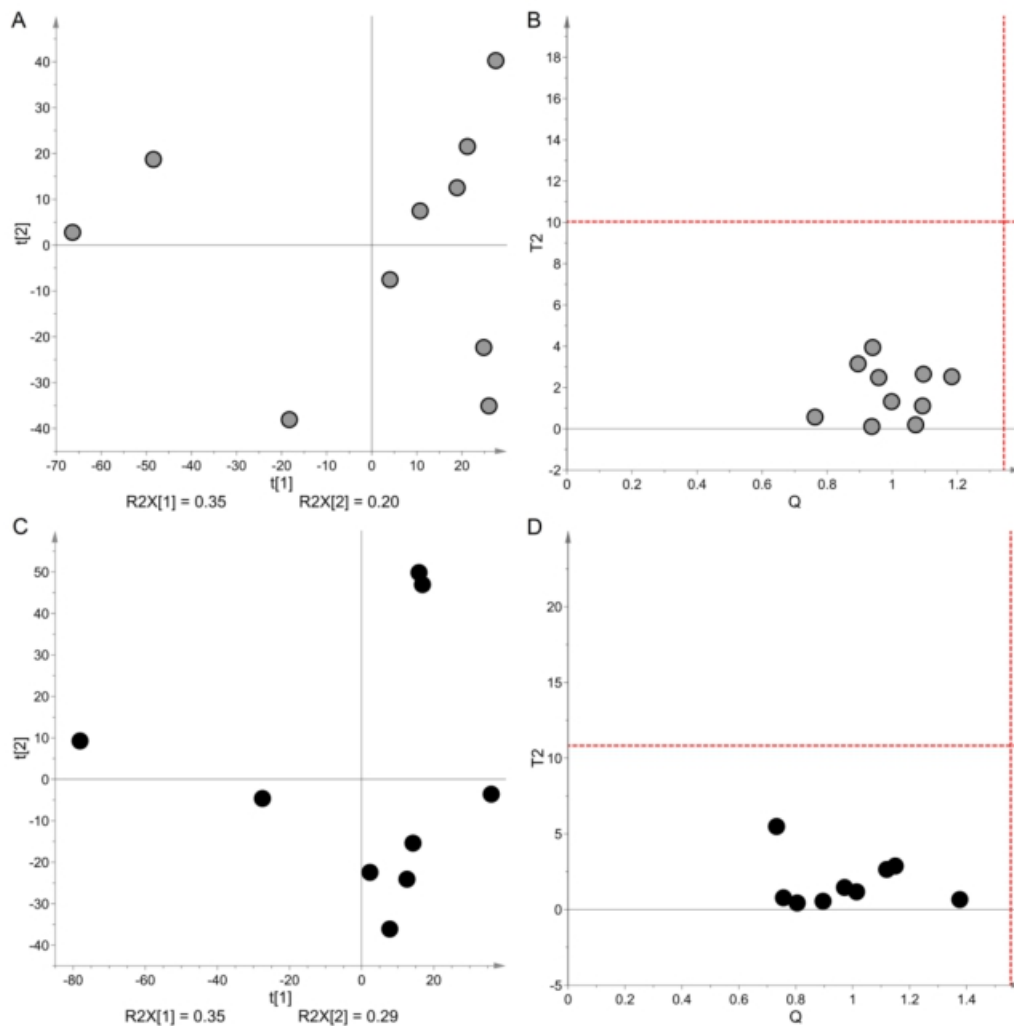 A
40
30
20
10
0
-10
-20
-30
-40
t[2]
-70 -60 -50 -40 -30 -20 -10 0 10 20
t[1]
R2X[1] = 0.35 R2X[2] = 0.20
B
18
16
14
12
10
8
6
4
2
0
-2
T2
0 0.2 0.4 0.6 0.8 1 1.2
Q
C
50
40
30
20
10
0
-10
-20
-30
-40
t[2]
-80 -60 -40 -20 0 20
t[1]
R2X[1] = 0.35 R2X[2] = 0.29
D
20
15
10
5
0
-5
T2
0 0.2 0.4 0.6 0.8 1 1.2 1.4
Q